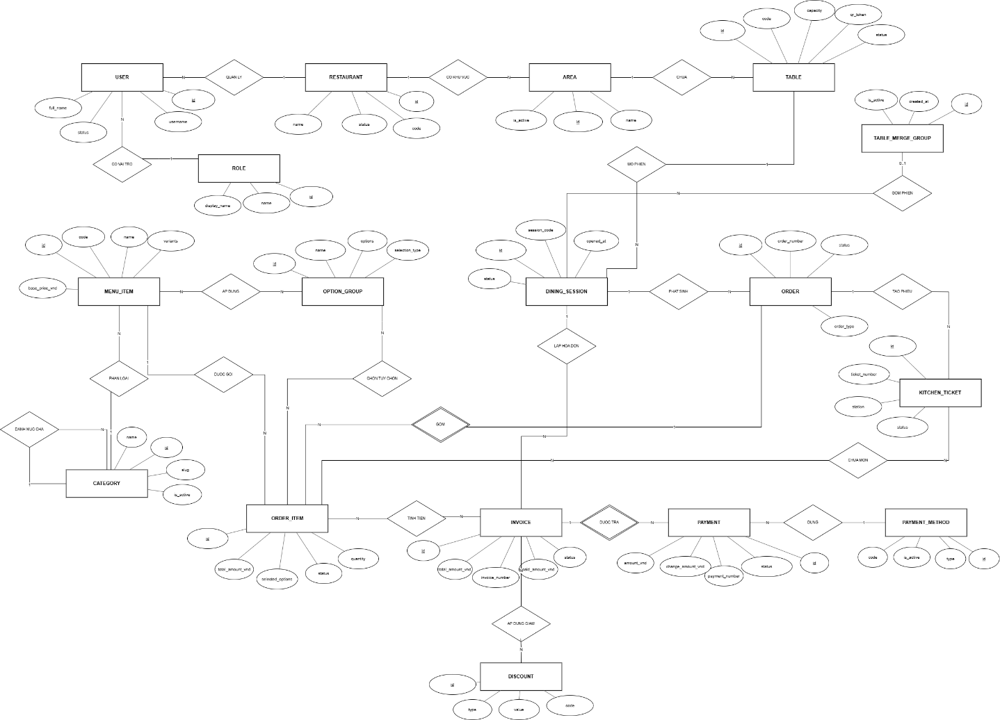 capacity
code
qr_token
id
status
USER
N
QUAN LY
1
RESTAURANT
1
CO KHU VUC
N
AREA
1
CHUA
N
TABLE
full_name
status
username
id
name
status
code
id
is_active
id
name
is_active
created_at
id
TABLE_MERGE_GROUP
N
CO VAI TRO
1
ROLE
display_name
name
id
MO PHIEN
1
N
0..1
GOM PHIEN
N
id
code
name
variants
base_price_vnd
MENU_ITEM
N
AP DUNG
N
id
name
options
selection_type
OPTION_GROUP
session_code
id
opened_at
status
DINING_SESSION
1
PHAT SINH
N
id
order_number
status
ORDER
order_type
1
TAO PHIEU
N
N
PHAN LOAI
1
1
DUOC GOI
N
N
CHON TUY CHON
N
1
LAP HOA DON
N
id
ticket_number
station
status
KITCHEN_TICKET
N
GOM
1
DANH MUC CHA
N
1
name
id
slug
is_active
CATEGORY
N
CHUA MON
N
ORDER_ITEM
id
total_amount_vnd
selected_options
status
quantity
N
TINH TIEN
N
INVOICE
id
total_amount_vnd
invoice_number
paid_amount_vnd
status
1
DUOC TRA
N
PAYMENT
amount_vnd
change_amount_vnd
payment_number
status
id
N
DUNG
1
PAYMENT_METHOD
code
is_active
type
id
N
AP DUNG GIAM
N
DISCOUNT
id
type
value
code